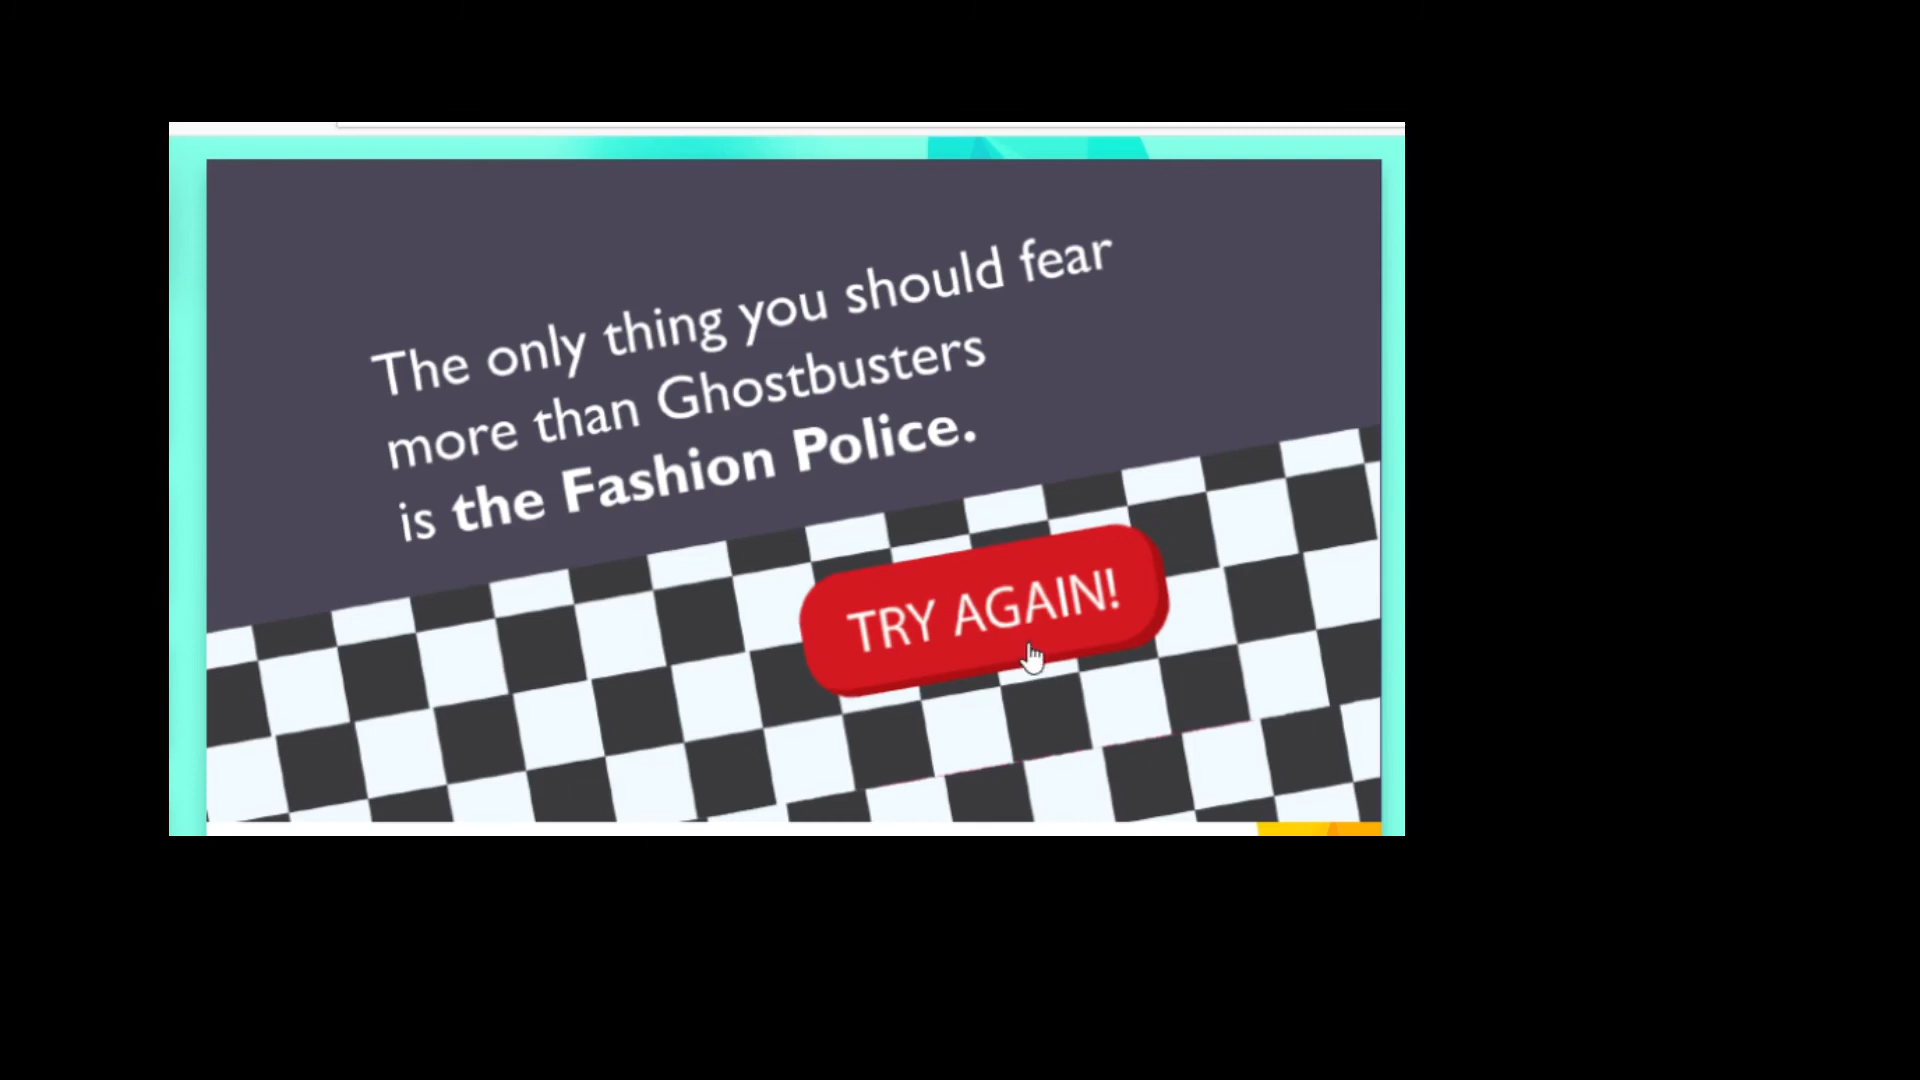 The only thing you should fear
more than Ghostbusters
is the Fashion Police.
TRY AGAIN!